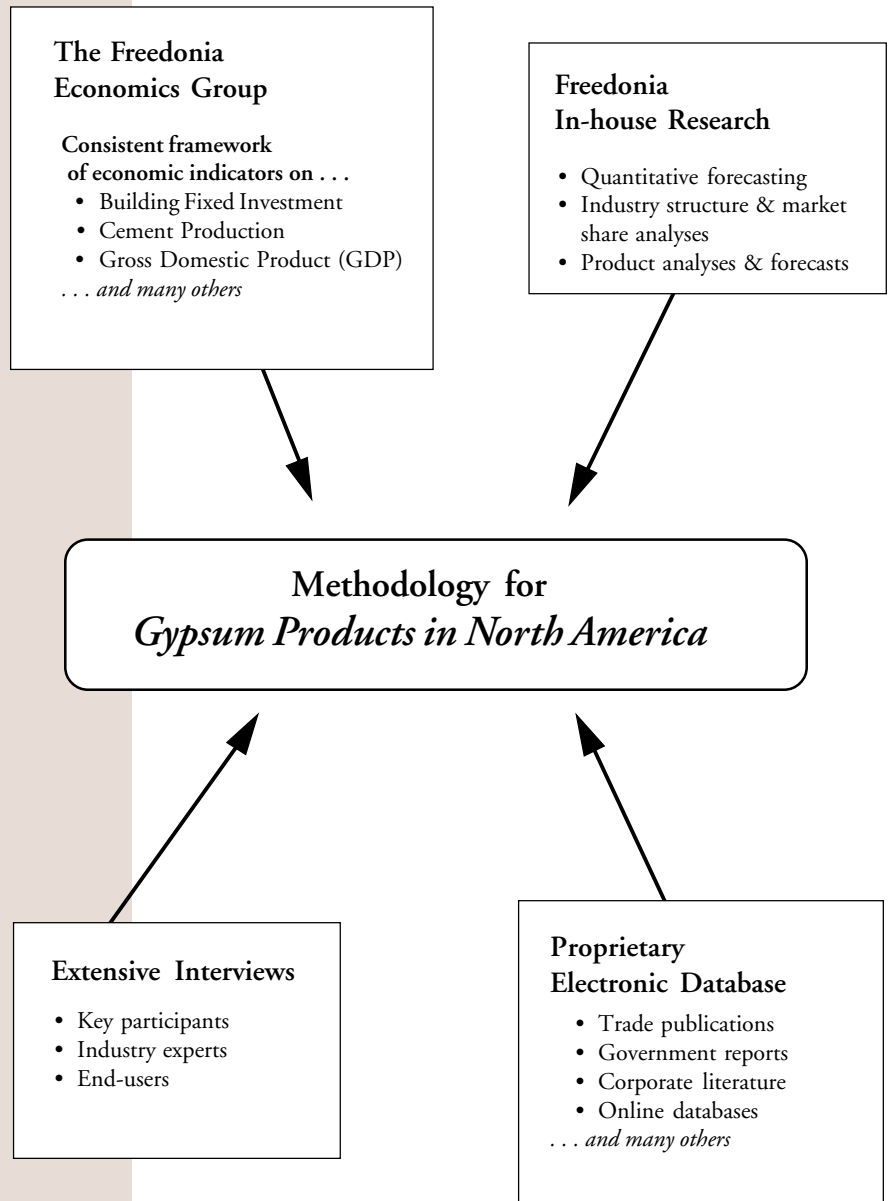 The Freedonia
Economics Group
Consistent framework
of economic indicators on . . .
• Building Fixed Investment
• Cement Production
• Gross Domestic Product (GDP)
. . . and many others
Freedonia
In-house Research
• Quantitative forecasting
• Industry structure & market
share analyses
• Product analyses & forecasts
Methodology for
Gypsum Products in North America
Extensive Interviews
• Key participants
• Industry experts
• End-users
Proprietary
Electronic Database
• Trade publications
• Government reports
• Corporate literature
• Online databases
. . . and many others